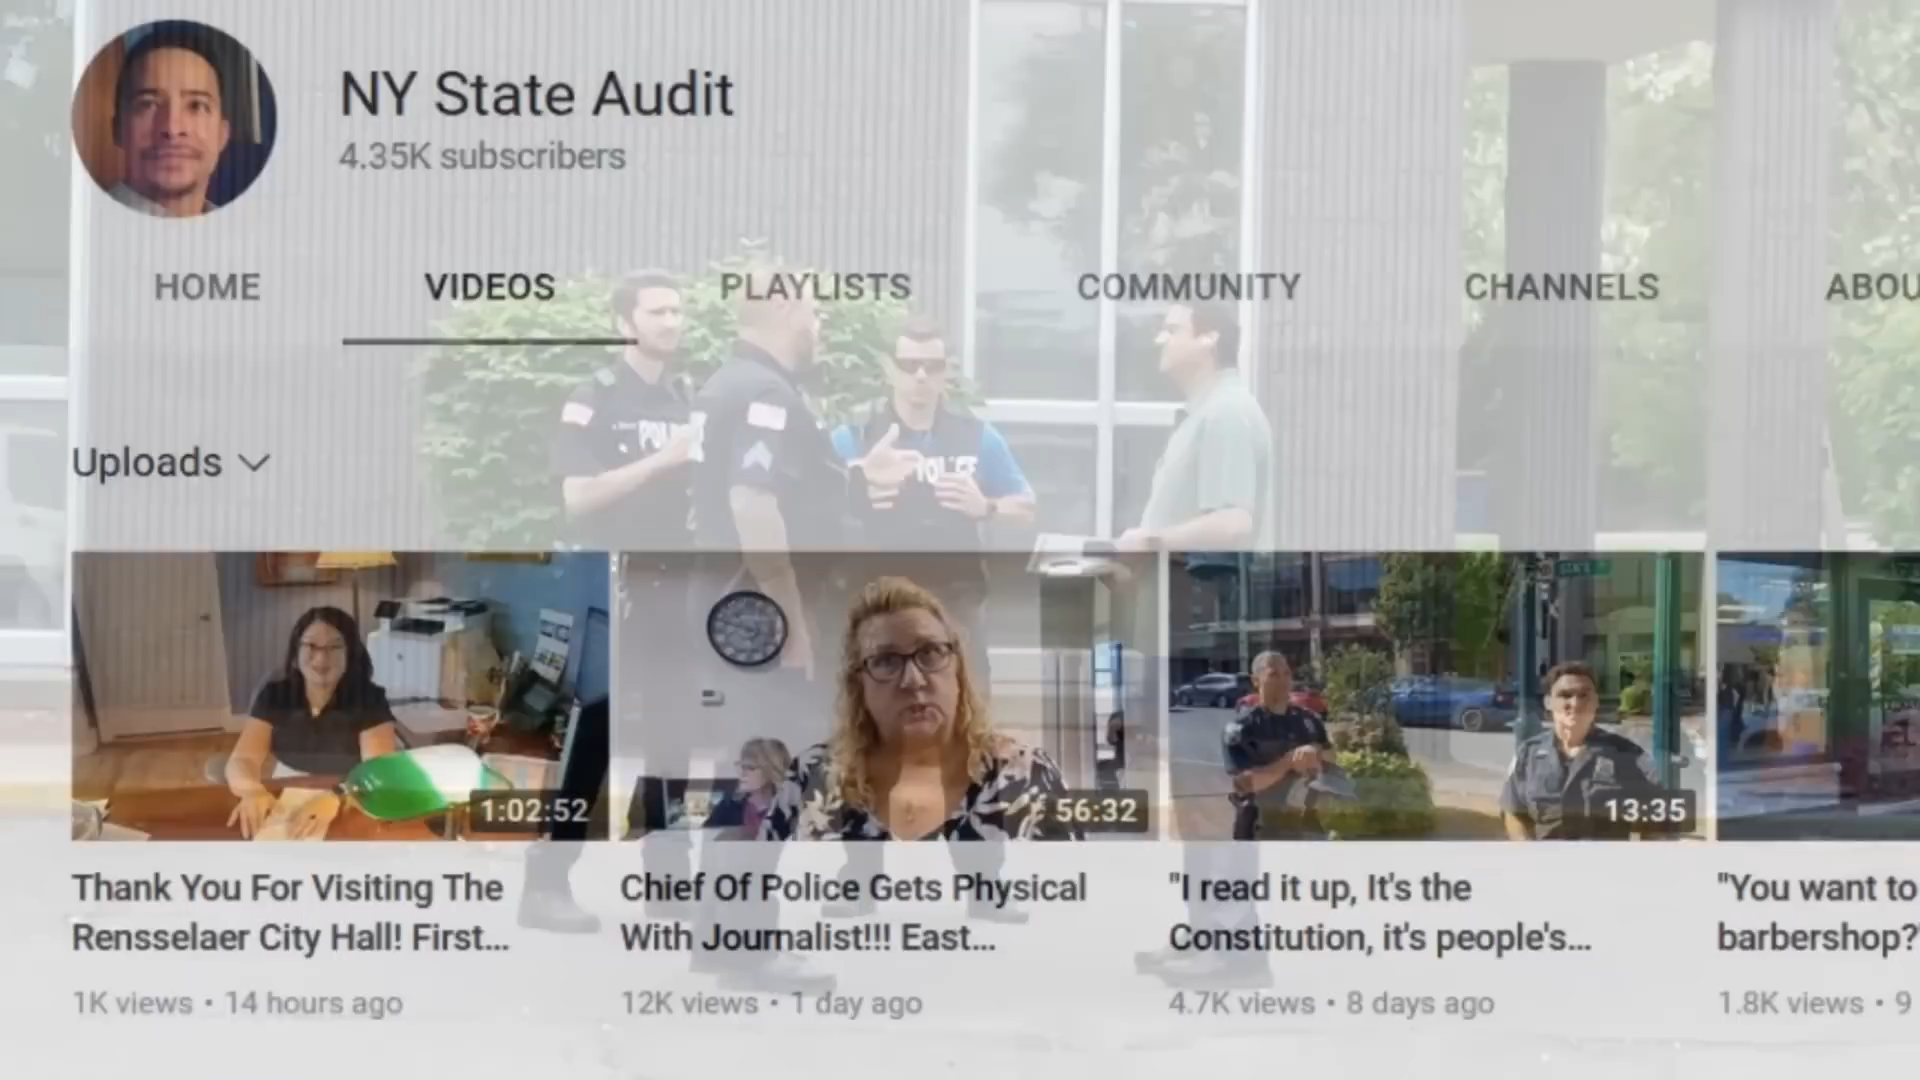 NY State Audit
4.35K subscribers
HOME VIDEOS PLAYLISTS COMMUNITY CHANNELS ABOU
Uploads
POLICE
1:02:52
56:32
13:35
Thank You For Visiting The
Rensselaer City Hall! First...
1K views • 14 hours ago
Chief Of Police Gets Physical
With Journalist!!! East...
12K views • 1 day ago
"I read it up, It's the
Constitution, it's people's...
4.7K views • 8 days ago
"You want to
barbershop?"
1.8K views • 9